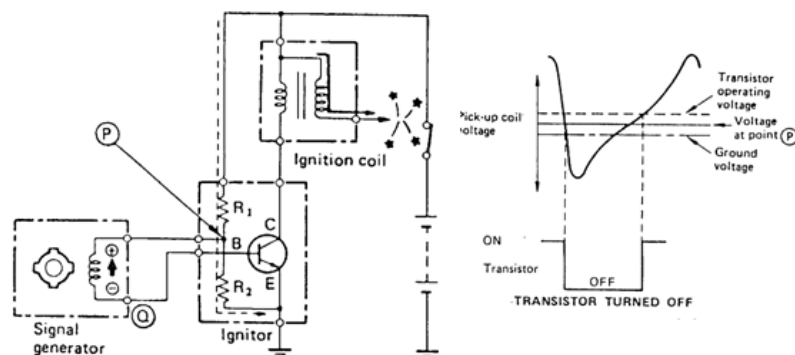 P
Ignition coil
R1
C
B
E
R2
Ignitor
+
−
Q
Signal
generator
Pick-up coil
voltage
Transistor
operating
voltage
Voltage
at point P
Ground
voltage
ON
Transistor
OFF
TRANSISTOR TURNED OFF